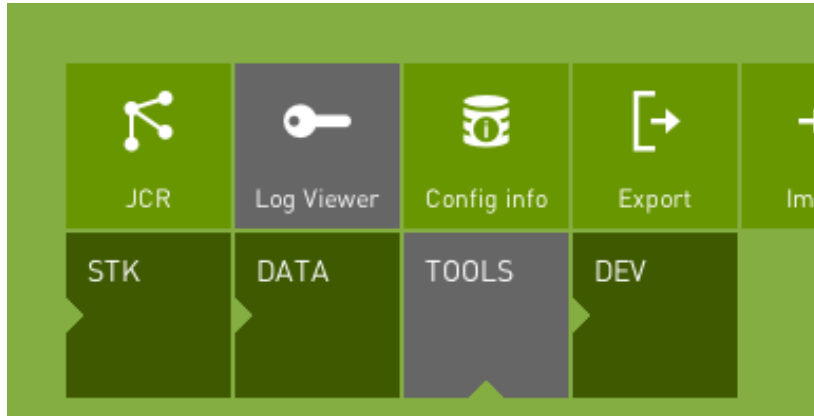 JCR
Log Viewer
Config info
Export
STK
DATA
TOOLS
DEV